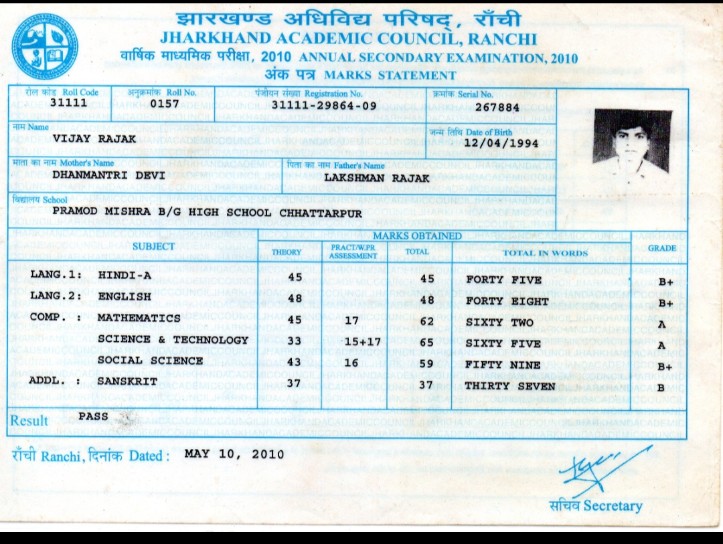 झारखण्ड अधिविद्य परिषद्, राँची
JHARKHAND ACADEMIC COUNCIL, RANCHI
वार्षिक माध्यमिक परीक्षा, 2010 ANNUAL SECONDARY EXAMINATION, 2010
अंक पत्र MARKS STATEMENT
रोल कोड Roll Code अनुक्रमांक Roll No. पंजीयन संख्या Registration No. क्रमांक Serial No.
31111 0157 31111-29864-09 267884
नाम Name जन्म तिथि Date of Birth
VIJAY RAJAK 12/04/1994
माता का नाम Mother's Name पिता का नाम Father's Name
DHANMANTRI DEVI LAKSHMAN RAJAK
विद्यालय School
PRAMOD MISHRA B/G HIGH SCHOOL CHHATTARPUR
SUBJECT MARKS OBTAINED GRADE
THEORY PRACT/W.PR. ASSESSMENT TOTAL TOTAL IN WORDS
LANG.1: HINDI-A 45 45 FORTY FIVE B+
LANG.2: ENGLISH 48 48 FORTY EIGHT B+
COMP. : MATHEMATICS 45 17 62 SIXTY TWO A
SCIENCE & TECHNOLOGY 33 15+17 65 SIXTY FIVE A
SOCIAL SCIENCE 43 16 59 FIFTY NINE B+
ADDL. : SANSKRIT 37 37 THIRTY SEVEN B
Result PASS
राँची Ranchi, दिनांक Dated : MAY 10, 2010
सचिव Secretary